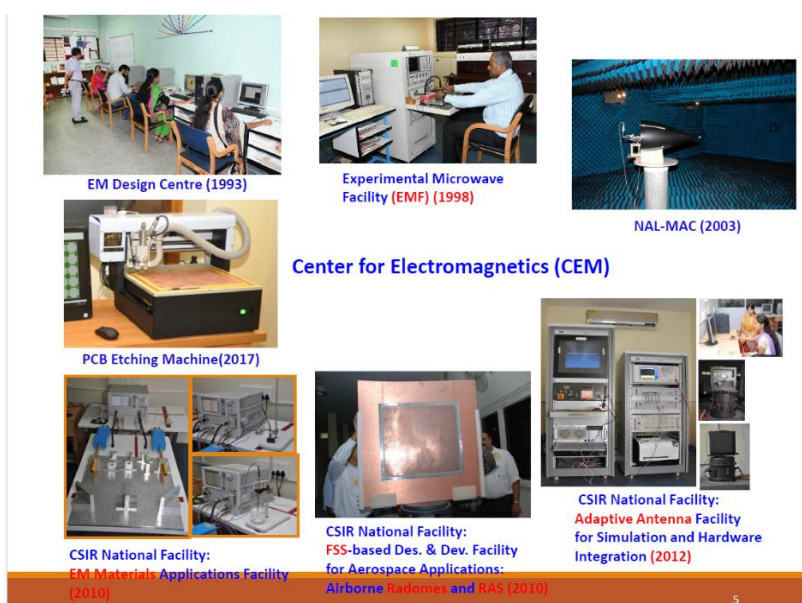 EM Design Centre (1993)
Experimental Microwave
Facility (EMF) (1998)
NAL-MAC (2003)
Center for Electromagnetics (CEM)
PCB Etching Machine(2017)
CSIR National Facility:
EM Materials Applications Facility
(2010)
CSIR National Facility:
FSS-based Des. & Dev. Facility
for Aerospace Applications:
Airborne Radomes and RAS (2010)
CSIR National Facility:
Adaptive Antenna Facility
for Simulation and Hardware
Integration (2012)
5